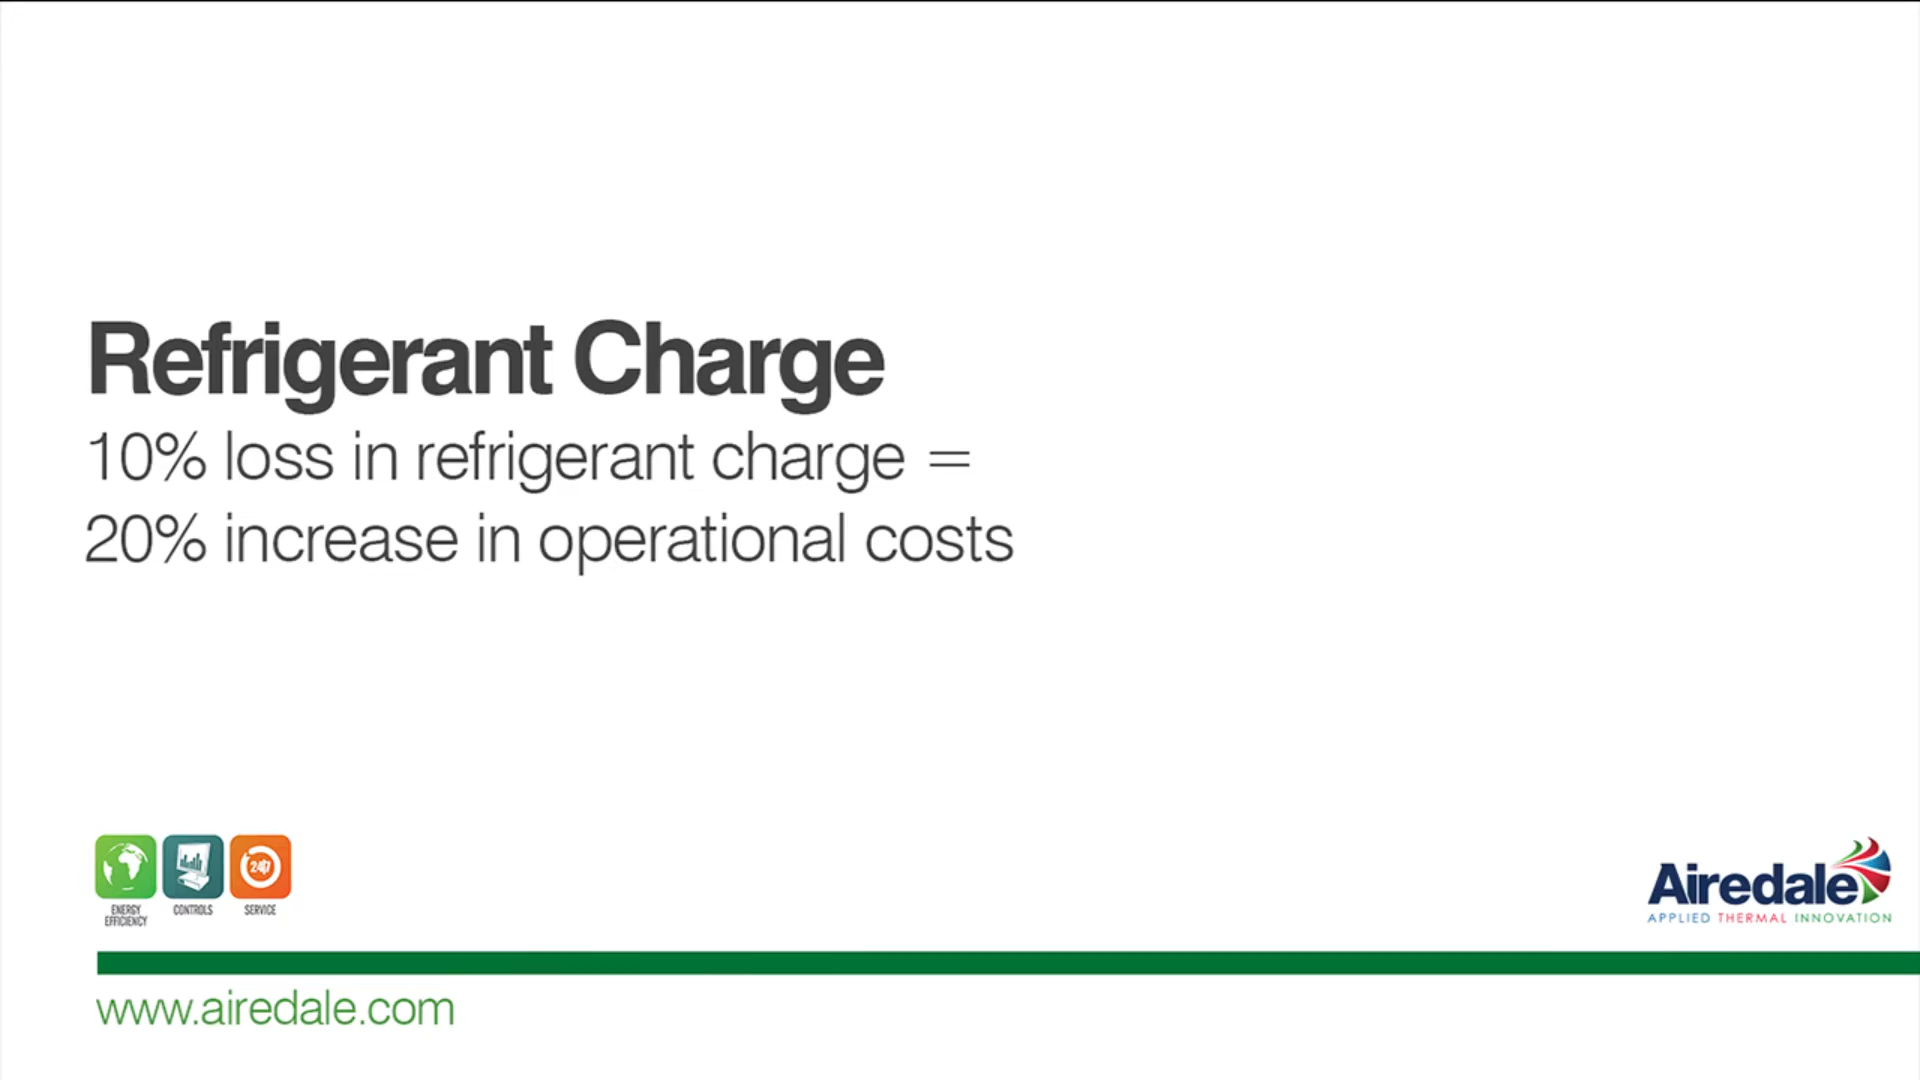 Refrigerant Charge
10% loss in refrigerant charge =
20% increase in operational costs
24/7
ENERGY
EFFICIENCY
CONTROLS
SERVICE
Airedale
APPLIED THERMAL INNOVATION
www.airedale.com